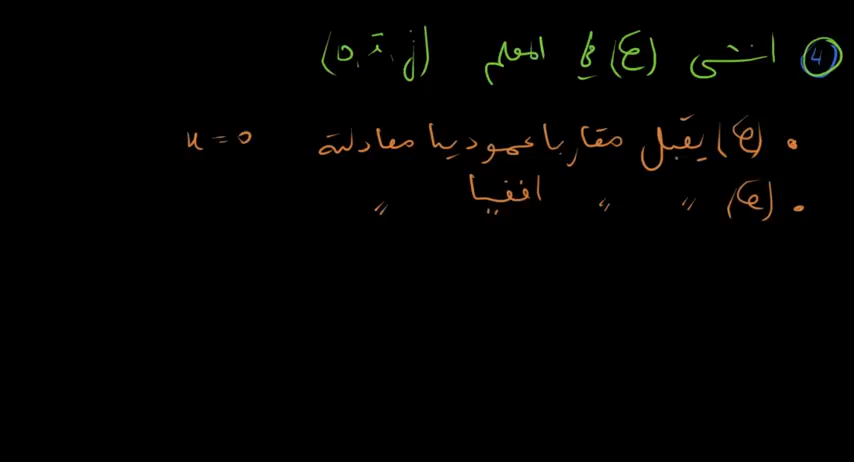 ④ انشئ (C) في المعلم (O, i, j)
• (C) يقبل مقاربا عموديا معادلته x = 0
• (C) " " افقيا "